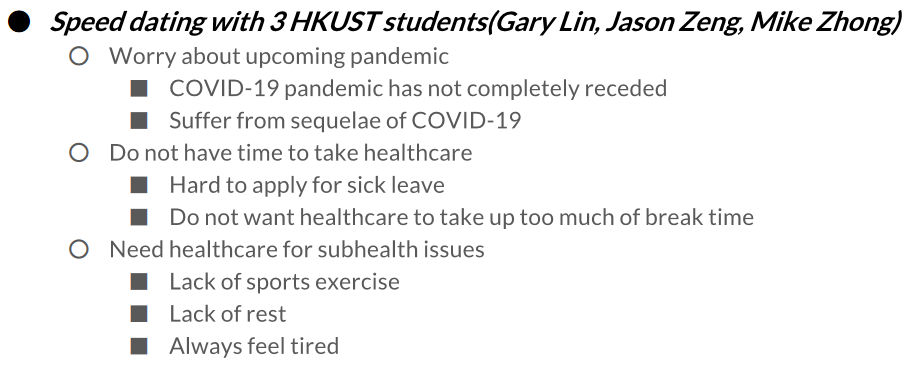 Speed dating with 3 HKUST students(Gary Lin, Jason Zeng, Mike Zhong)
Worry about upcoming pandemic
COVID-19 pandemic has not completely receded
Suffer from sequelae of COVID-19
Do not have time to take healthcare
Hard to apply for sick leave
Do not want healthcare to take up too much of break time
Need healthcare for subhealth issues
Lack of sports exercise
Lack of rest
Always feel tired